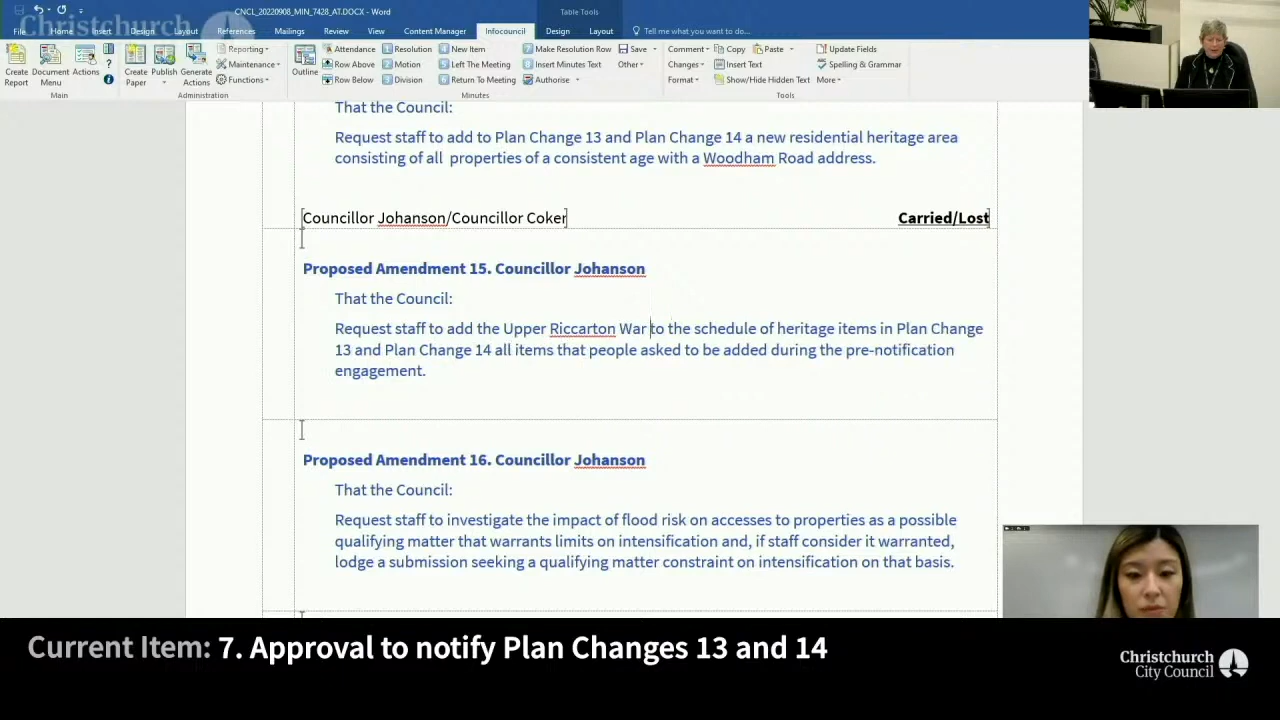 CNCL_20220908_MIN_7428_AT.DOCX - Word
Table Tools
Christchurch
File Home Insert Design Layout References Mailings Review View Content Manager Infocouncil Design Layout Tell me what you want to do...
Create Report
Document Menu
Actions
Main
Create Paper
Publish
Generate Actions
Reporting
Maintenance
Functions
Administration
Outline
Attendance
Row Above
Row Below
Resolution
Motion
Division
New Item
Left The Meeting
Return To Meeting
Make Resolution Row
Insert Minutes Text
Authorise
Save
Other
Minutes
Comment
Changes
Format
Copy
Paste
Insert Text
Show/Hide Hidden Text
Update Fields
Spelling & Grammar
More
Tools
That the Council:
Request staff to add to Plan Change 13 and Plan Change 14 a new residential heritage area
consisting of all properties of a consistent age with a Woodham Road address.
Councillor Johanson/Councillor Coker Carried/Lost
Proposed Amendment 15. Councillor Johanson
That the Council:
Request staff to add the Upper Riccarton War to the schedule of heritage items in Plan Change
13 and Plan Change 14 all items that people asked to be added during the pre-notification
engagement.
Proposed Amendment 16. Councillor Johanson
That the Council:
Request staff to investigate the impact of flood risk on accesses to properties as a possible
qualifying matter that warrants limits on intensification and, if staff consider it warranted,
lodge a submission seeking a qualifying matter constraint on intensification on that basis.
Current Item: 7. Approval to notify Plan Changes 13 and 14
Christchurch
City Council